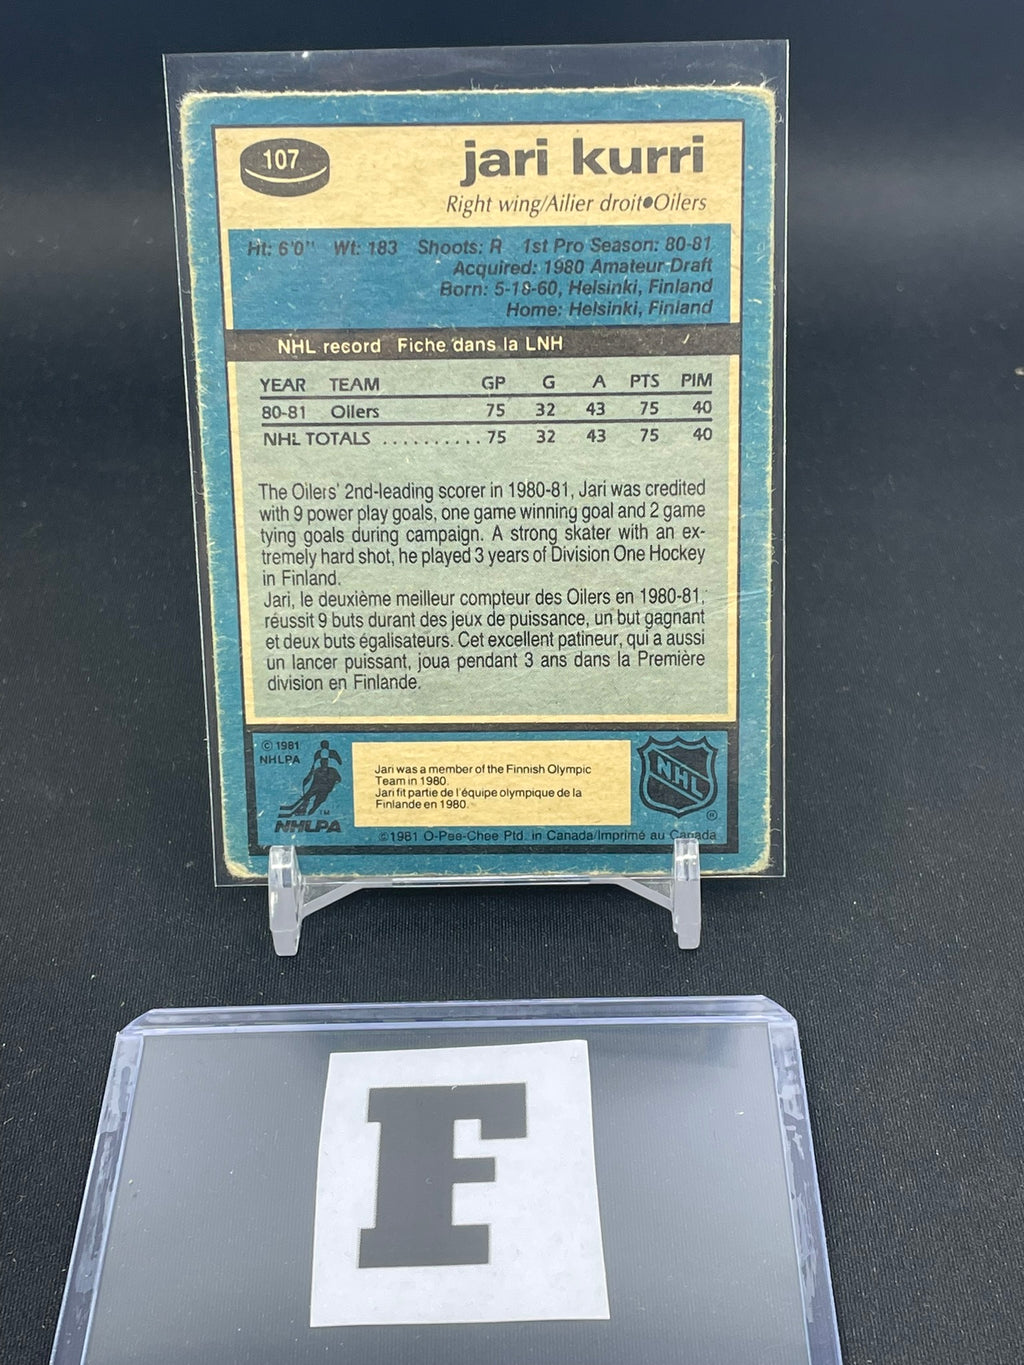 107
jari kurri
Right wing/Ailier droit•Oilers
Ht: 6'0" Wt: 183 Shoots: R 1st Pro Season: 80-81
Acquired: 1980 Amateur Draft
Born: 5-18-60, Helsinki, Finland
Home: Helsinki, Finland
NHL record Fiche dans la LNH
YEAR TEAM GP G A PTS PIM
80-81 Oilers 75 32 43 75 40
NHL TOTALS .......... 75 32 43 75 40
The Oilers' 2nd-leading scorer in 1980-81, Jari was credited
with 9 power play goals, one game winning goal and 2 game
tying goals during campaign. A strong skater with an ex-
tremely hard shot, he played 3 years of Division One Hockey
in Finland.
Jari, le deuxième meilleur compteur des Oilers en 1980-81,
réussit 9 buts durant des jeux de puissance, un but gagnant
et deux buts égalisateurs. Cet excellent patineur, qui a aussi
un lancer puissant, joua pendant 3 ans dans la Première
division en Finlande.
© 1981
NHLPA
TM
NHLPA
Jari was a member of the Finnish Olympic
Team in 1980.
Jari fit partie de l'équipe olympique de la
Finlande en 1980.
NHL
®
©1981 O-Pee-Chee Ptd. in Canada/Imprimé au Canada
F